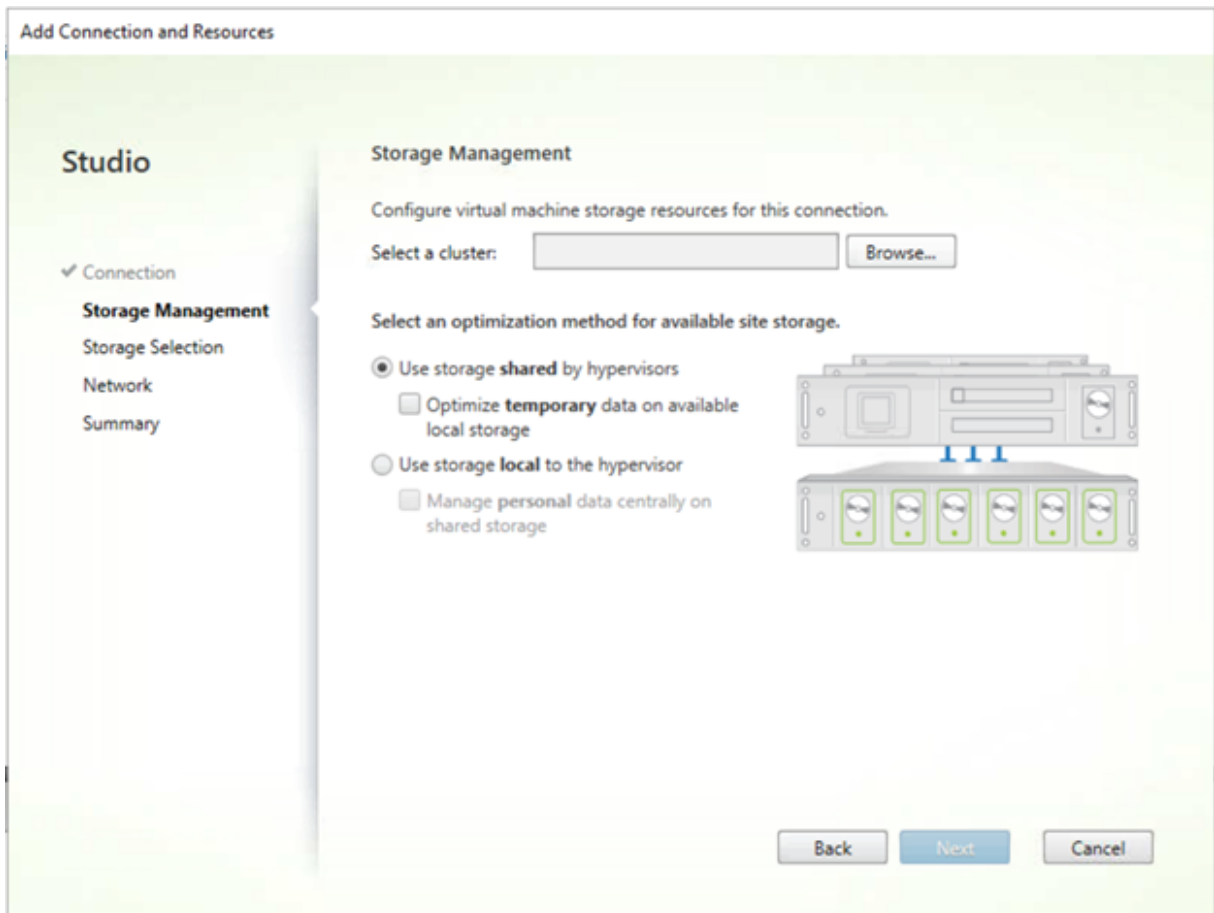 Add Connection and Resources
Studio
Connection
Storage Management
Storage Selection
Network
Summary
Storage Management
Configure virtual machine storage resources for this connection.
Select a cluster:
Browse...
Select an optimization method for available site storage.
Use storage shared by hypervisors
Optimize temporary data on available
local storage
Use storage local to the hypervisor
Manage personal data centrally on
shared storage
Back
Next
Cancel